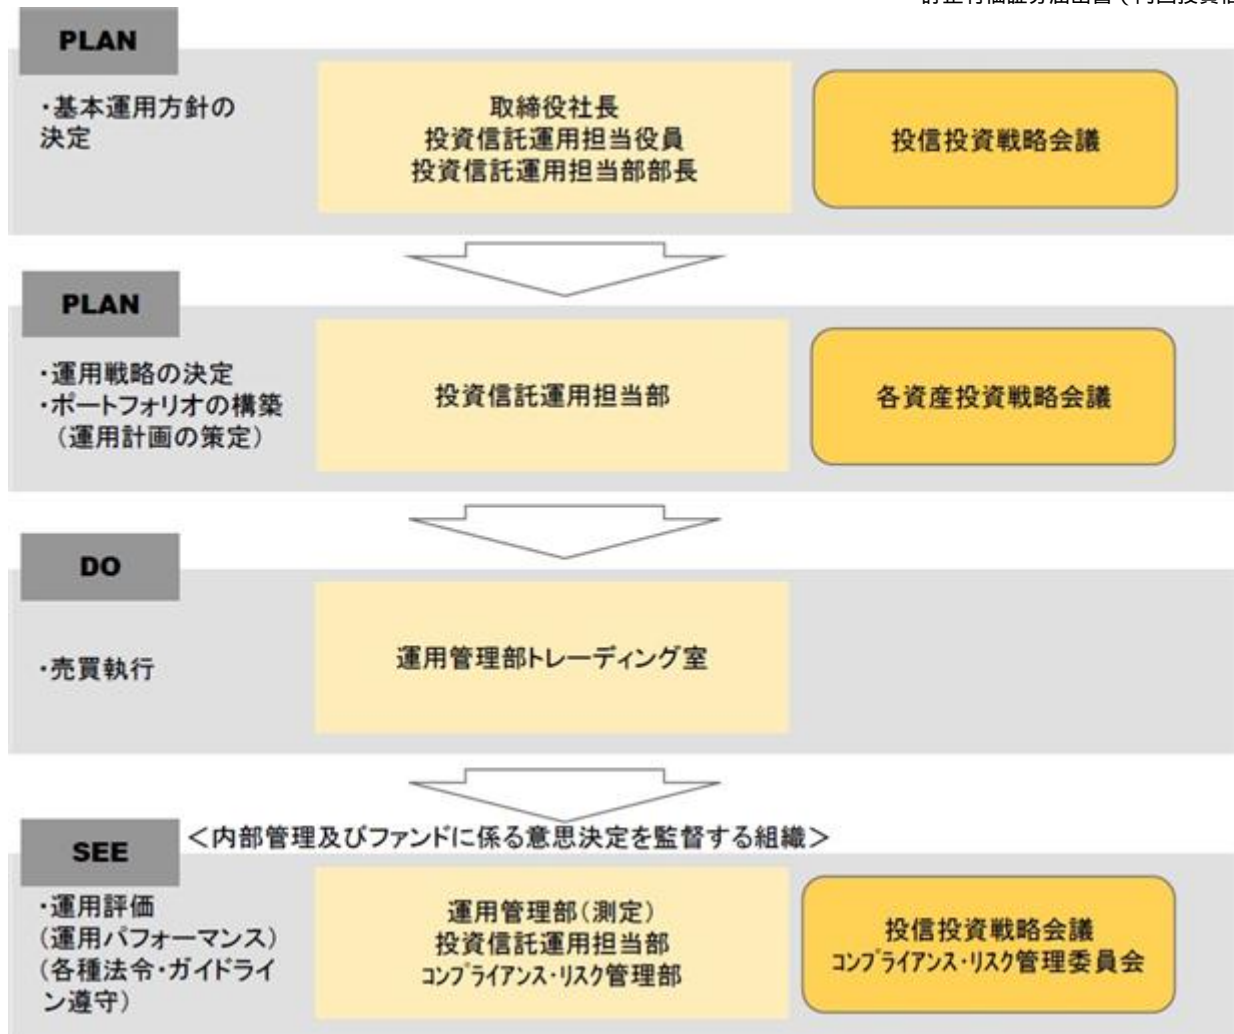 PLAN
・基本運用方針の
決定
取締役社長
投資信託運用担当役員
投資信託運用担当部部長
投信投資戦略会議
PLAN
・運用戦略の決定
・ポートフォリオの構築
（運用計画の策定）
投資信託運用担当部
各資産投資戦略会議
DO
・売買執行
運用管理部トレーディング室
SEE
＜内部管理及びファンドに係る意思決定を監督する組織＞
・運用評価
(運用パフォーマンス)
(各種法令・ガイドライ
ン遵守)
運用管理部(測定)
投資信託運用担当部
ｺﾝﾌﾟﾗｲｱﾝｽ･ﾘｽｸ管理部
投信投資戦略会議
ｺﾝﾌﾟﾗｲｱﾝｽ･ﾘｽｸ管理委員会